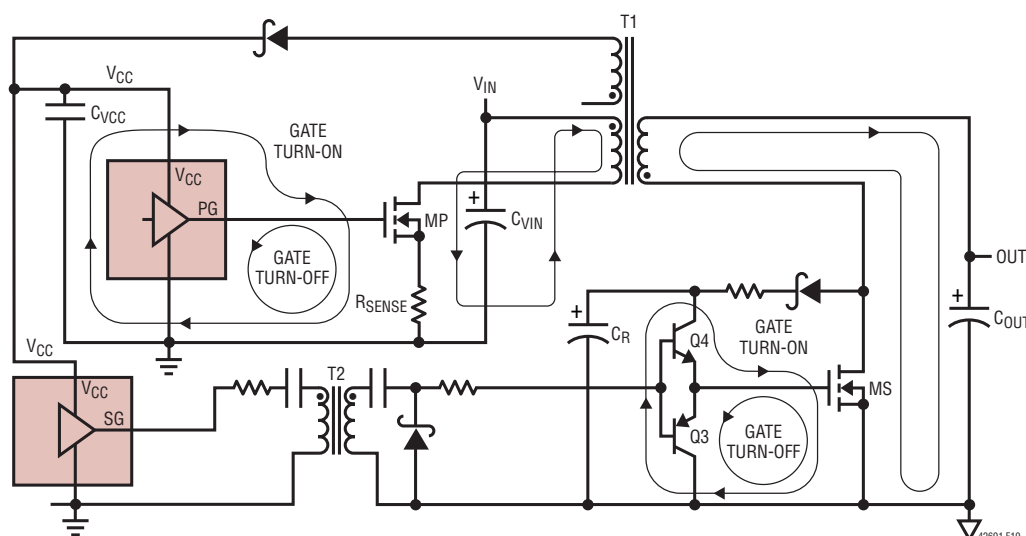 T1
VCC
VIN
CVCC
GATE
TURN-ON
VCC
PG
MP
+
CVIN
GATE
TURN-OFF
RSENSE
OUT
+
COUT
VCC
VCC
SG
T2
+
CR
Q4
GATE
TURN-ON
MS
Q3
GATE
TURN-OFF